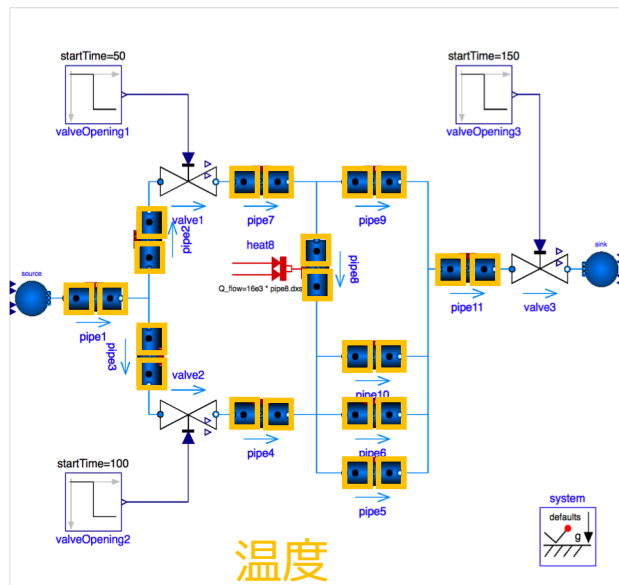 startTime=50
startTime=150
valveOpening1
valveOpening3
valve1
pipe7
pipe9
pipe2
heat8
pipe8
source
sink
Q_flow=16e3 * pipe8.dxs
pipe1
pipe11
valve3
pipe3
valve2
pipe10
startTime=100
pipe4
pipe6
pipe5
system
defaults
g
valveOpening2
温度